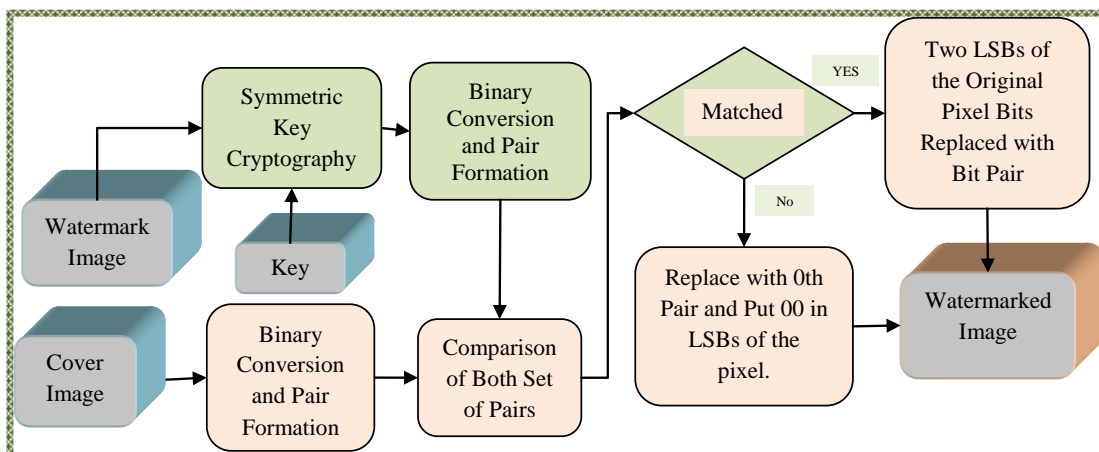 Watermark
Image
Symmetric
Key
Cryptography
Key
Binary
Conversion
and Pair
Formation
Matched
YES
No
Two LSBs of
the Original
Pixel Bits
Replaced with
Bit Pair
Cover
Image
Binary
Conversion
and Pair
Formation
Comparison
of Both Set
of Pairs
Replace with 0th
Pair and Put 00 in
LSBs of the
pixel.
Watermarked
Image